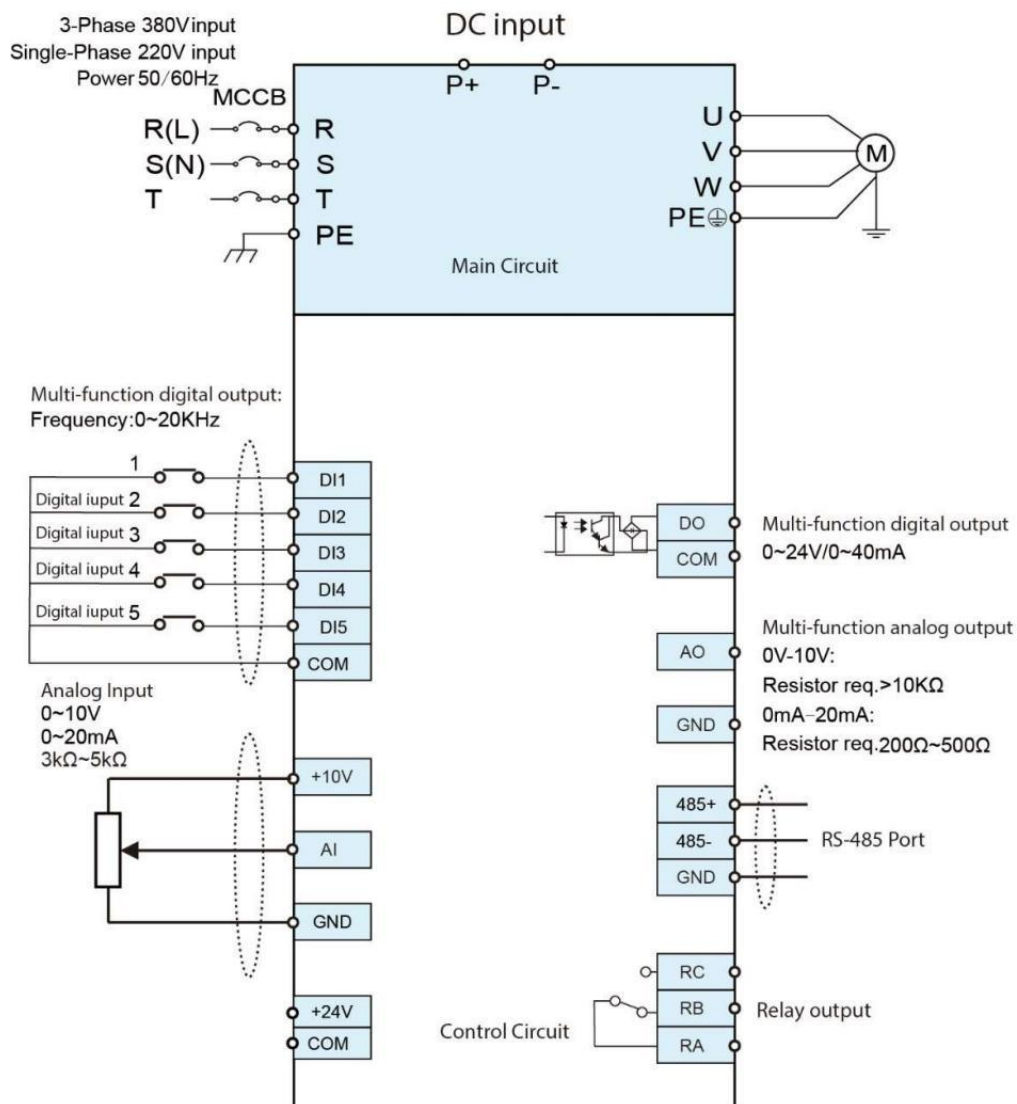 3-Phase 380Vinput
Single-Phase 220V input
Power 50/60Hz
MCCB
DC input
P+ P-
R(L)
S(N)
T
R
S
T
PE
U
V
W
PE
M
Main Circuit
Multi-function digital output:
Frequency:0~20KHz
1
Digital iuput 2
Digital iuput 3
Digital iuput 4
Digital iuput 5
DI1
DI2
DI3
DI4
DI5
COM
Analog Input
0~10V
0~20mA
3kΩ~5kΩ
+10V
AI
GND
+24V
COM
Control Circuit
DO
COM
Multi-function digital output
0~24V/0~40mA
AO
GND
Multi-function analog output
0V-10V:
Resistor req.>10KΩ
0mA-20mA:
Resistor req.200Ω~500Ω
485+
485-
GND
RS-485 Port
RC
RB
RA
Relay output